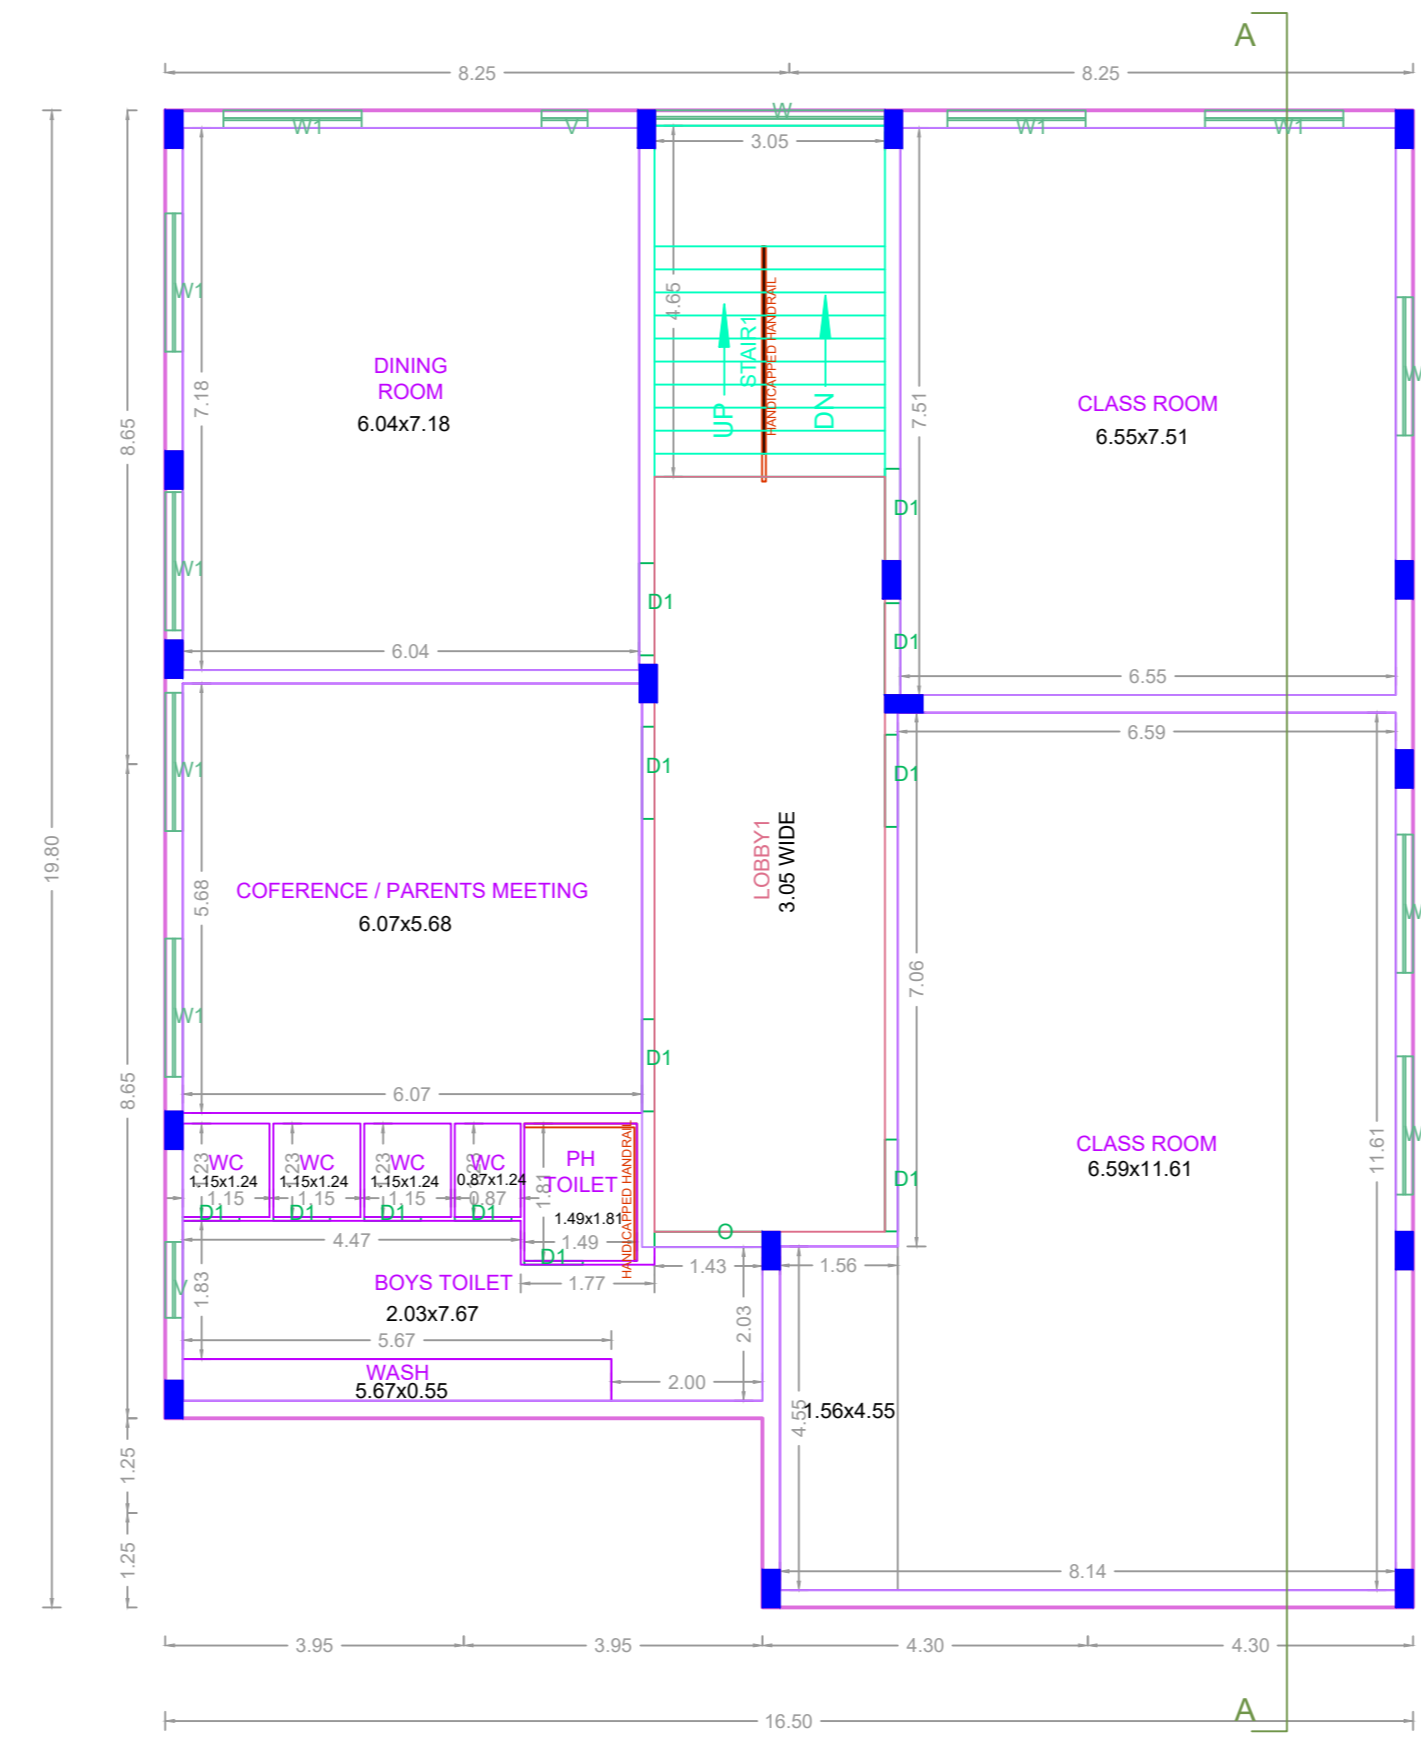 A
8.25
8.25
W1
V
W
W1
W1
3.05
W1
4.65
HANDICAPPED HANDRAIL
STAIR1
UP
DN
DINING
ROOM
6.04x7.18
7.18
8.65
7.51
CLASS ROOM
6.55x7.51
W
D1
W1
D1
D1
6.04
6.55
6.59
W1
D1
D1
19.80
LOBBY1
3.05 WIDE
5.68
COFERENCE / PARENTS MEETING
6.07x5.68
W
7.06
W1
D1
8.65
6.07
W
CLASS ROOM
6.59x11.61
11.61
WC
1.15x1.24
1.23
1.15
D1
WC
1.15x1.24
1.23
1.15
D1
WC
1.15x1.24
1.23
1.15
D1
WC
0.87x1.24
1.23
0.87
D1
PH
TOILET
1.49x1.81
1.81
1.49
HANDICAPPED HANDRAIL
D1
D1
O
4.47
1.77
1.43
1.56
V
1.83
BOYS TOILET
2.03x7.67
2.03
5.67
WASH
5.67x0.55
2.00
4.55
1.56x4.55
1.25
1.25
8.14
3.95
3.95
4.30
4.30
A
16.50